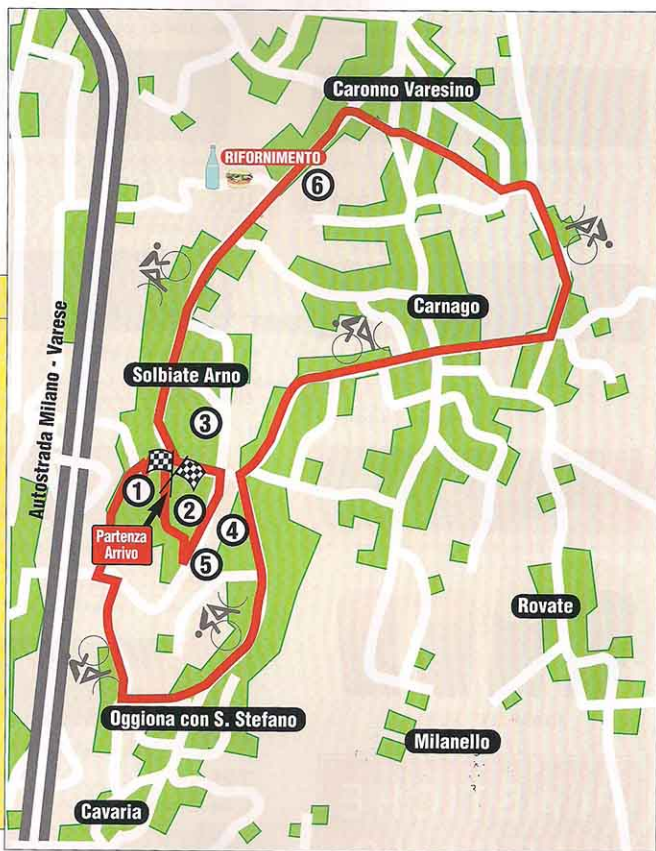 Caronno Varesino
RIFORNIMENTO
6
Carnago
Autostrada Milano - Varese
Solbiate Arno
3
1
2
4
Partenza
Arrivo
5
Rovate
Oggiona con S. Stefano
Milanello
Cavaria